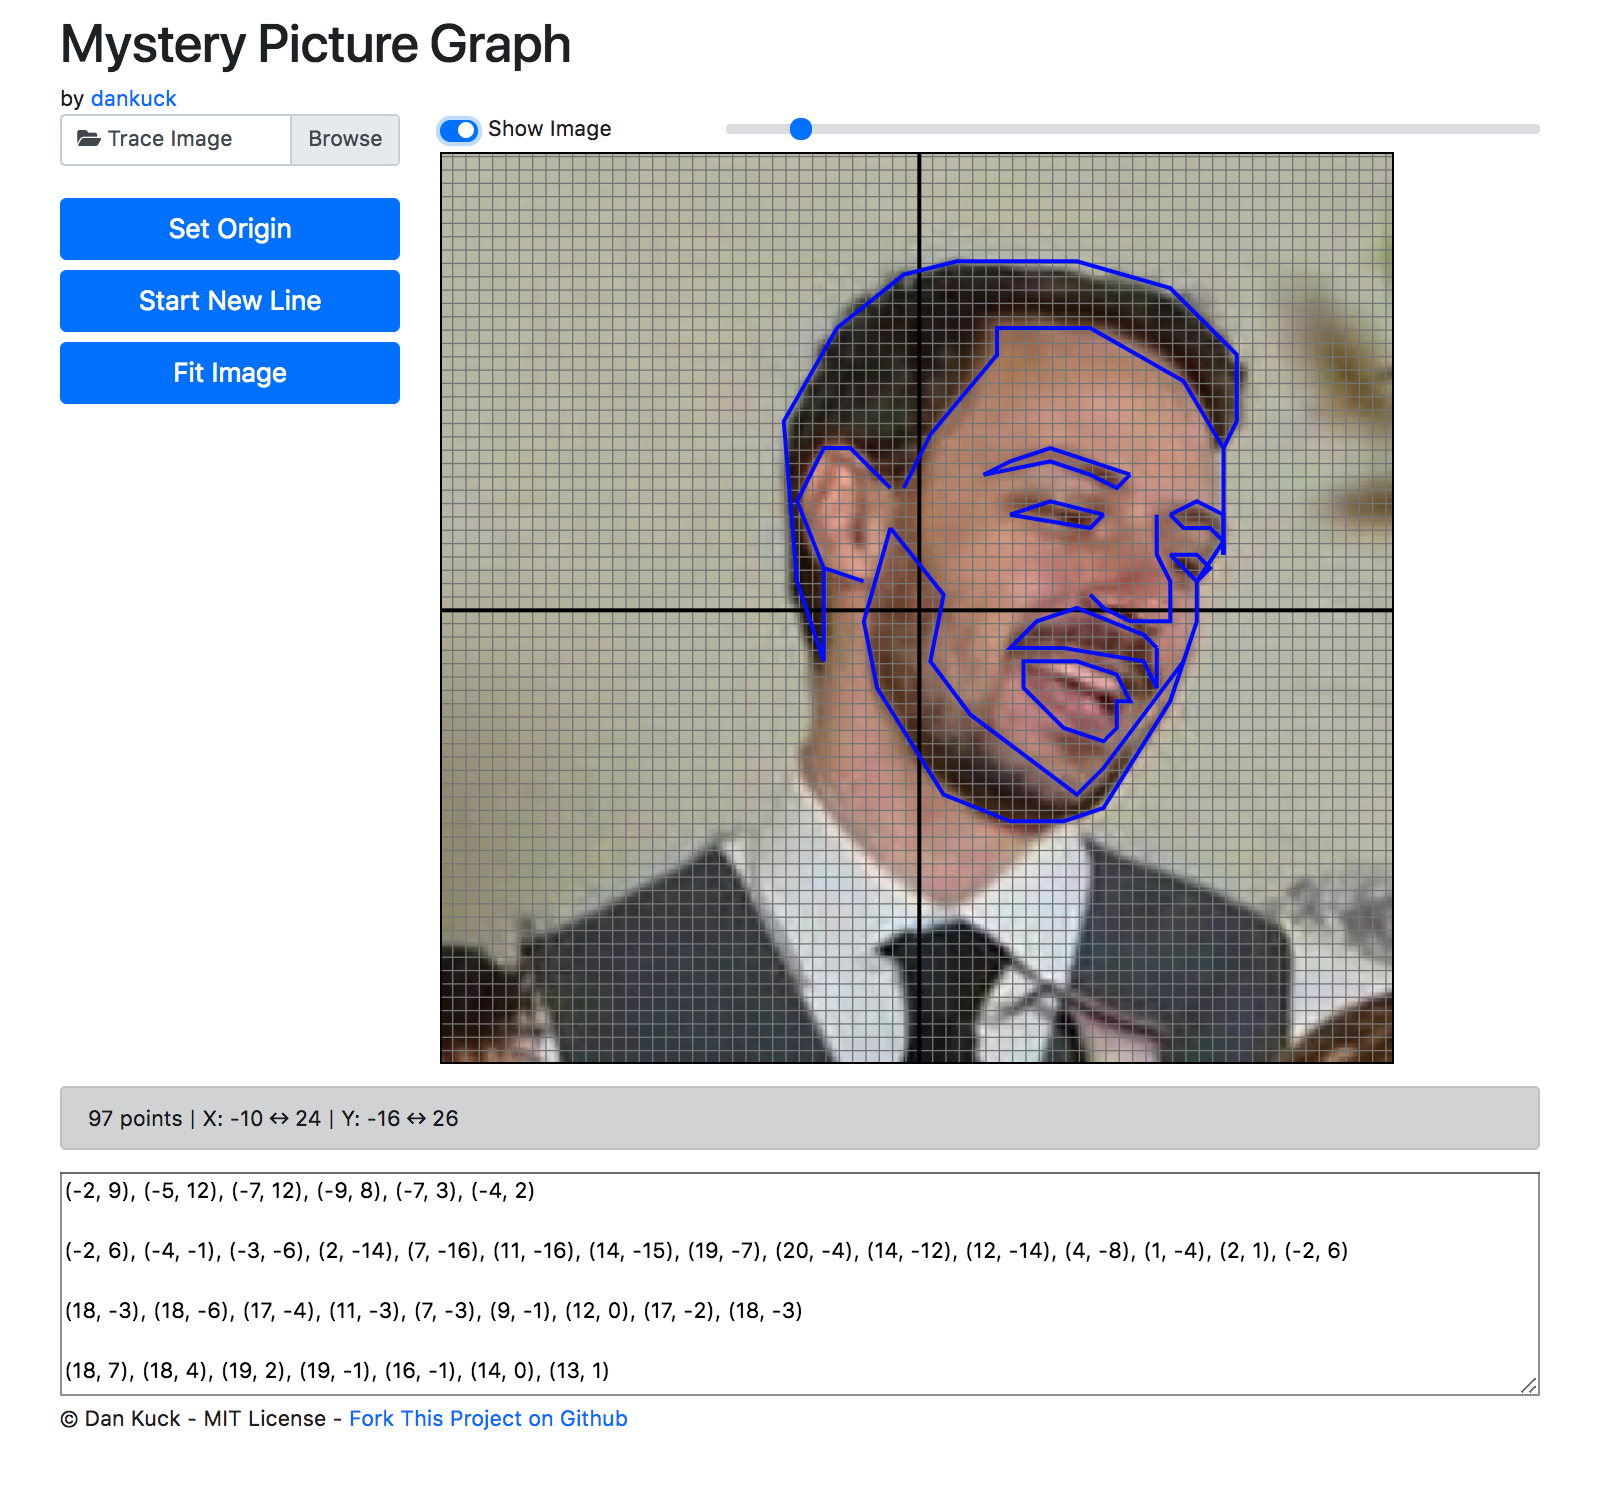 Mystery Picture Graph
by dankuck
Trace Image Browse
Show Image
Set Origin
Start New Line
Fit Image
97 points | X: -10 ↔ 24 | Y: -16 ↔ 26
(-2, 9), (-5, 12), (-7, 12), (-9, 8), (-7, 3), (-4, 2)
(-2, 6), (-4, -1), (-3, -6), (2, -14), (7, -16), (11, -16), (14, -15), (19, -7), (20, -4), (14, -12), (12, -14), (4, -8), (1, -4), (2, 1), (-2, 6)
(18, -3), (18, -6), (17, -4), (11, -3), (7, -3), (9, -1), (12, 0), (17, -2), (18, -3)
(18, 7), (18, 4), (19, 2), (19, -1), (16, -1), (14, 0), (13, 1)
© Dan Kuck - MIT License - Fork This Project on Github